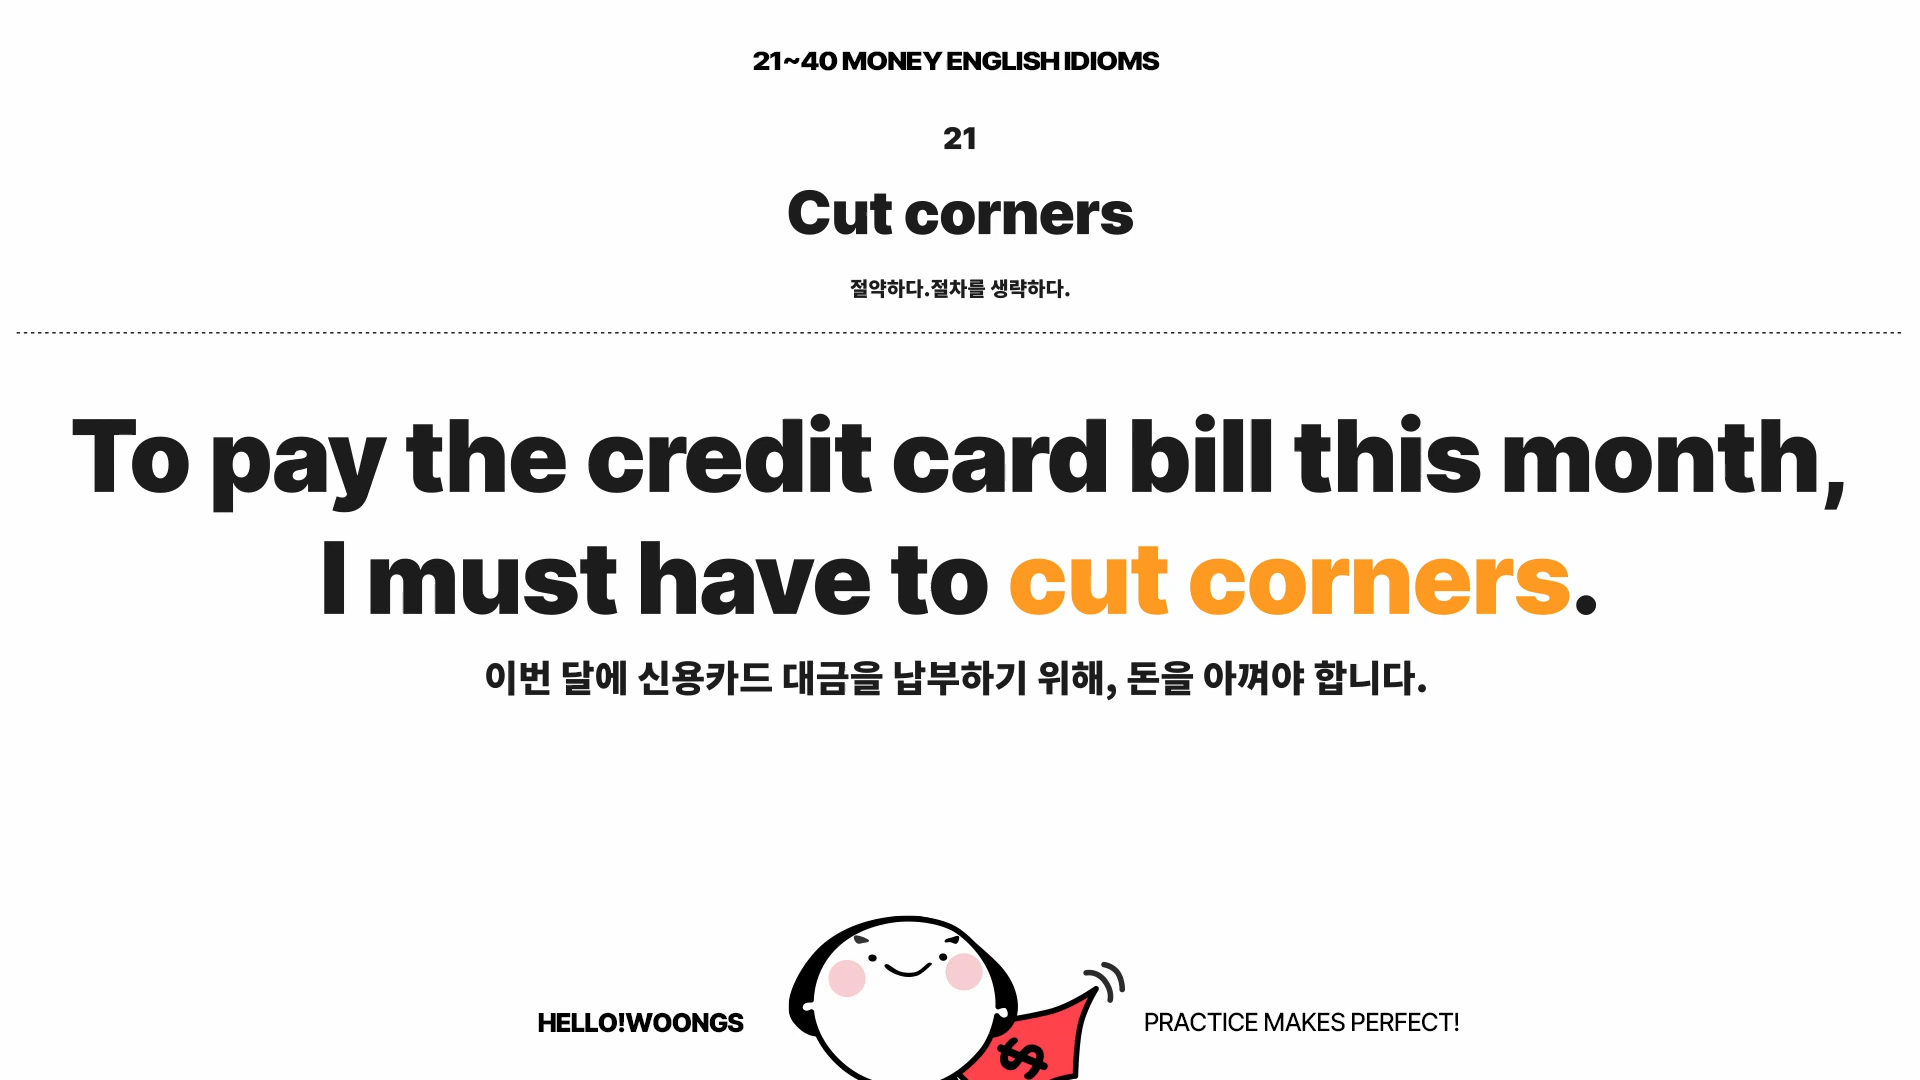 21~40 MONEY ENGLISH IDIOMS
21
Cut corners
절약하다.절차를 생략하다.
To pay the credit card bill this month,
I must have to cut corners.
이번 달에 신용카드 대금을 납부하기 위해, 돈을 아껴야 합니다.
HELLO!WOONGS
$
PRACTICE MAKES PERFECT!